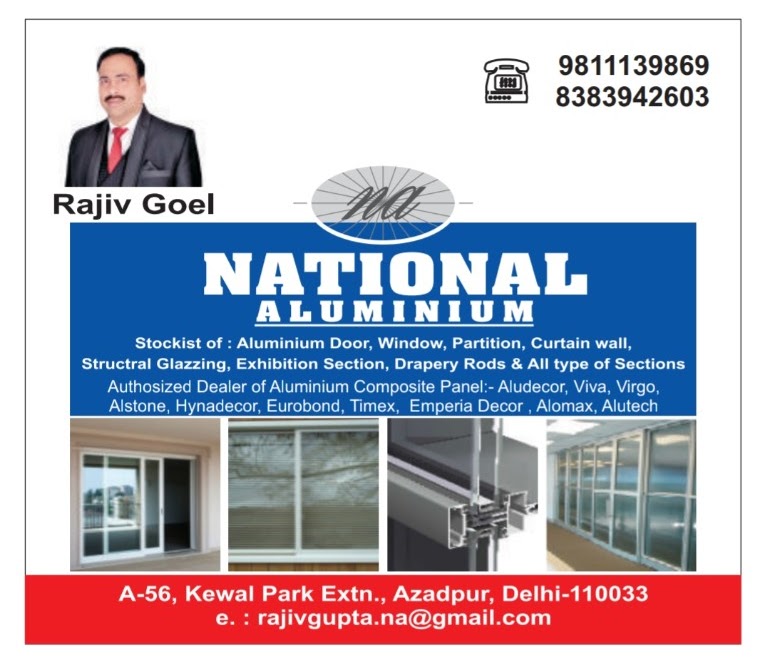 9811139869
8383942603
Rajiv Goel
na
NATIONAL
ALUMINIUM
Stockist of : Aluminium Door, Window, Partition, Curtain wall,
Structral Glazzing, Exhibition Section, Drapery Rods & All type of Sections
Authosized Dealer of Aluminium Composite Panel:- Aludecor, Viva, Virgo,
Alstone, Hynadecor, Eurobond, Timex, Emperia Decor , Alomax, Alutech
A-56, Kewal Park Extn., Azadpur, Delhi-110033
e. : rajivgupta.na@gmail.com